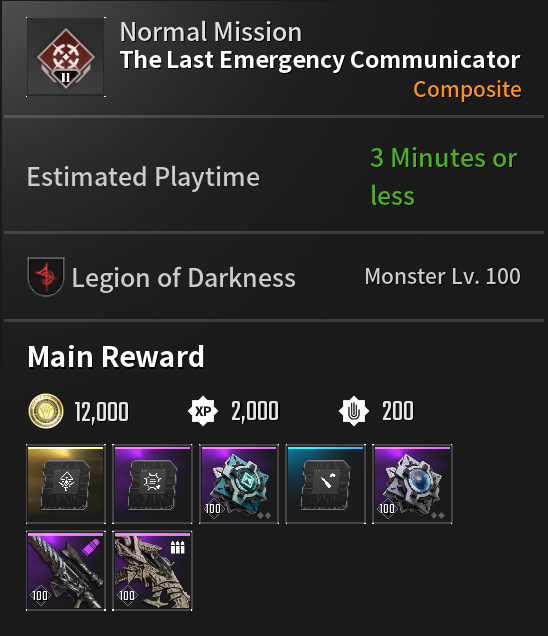 Normal Mission
The Last Emergency Communicator
II
Composite
Estimated Playtime
3 Minutes or
less
Legion of Darkness
Monster Lv. 100
Main Reward
12,000
XP
2,000
200
100
100
100
100